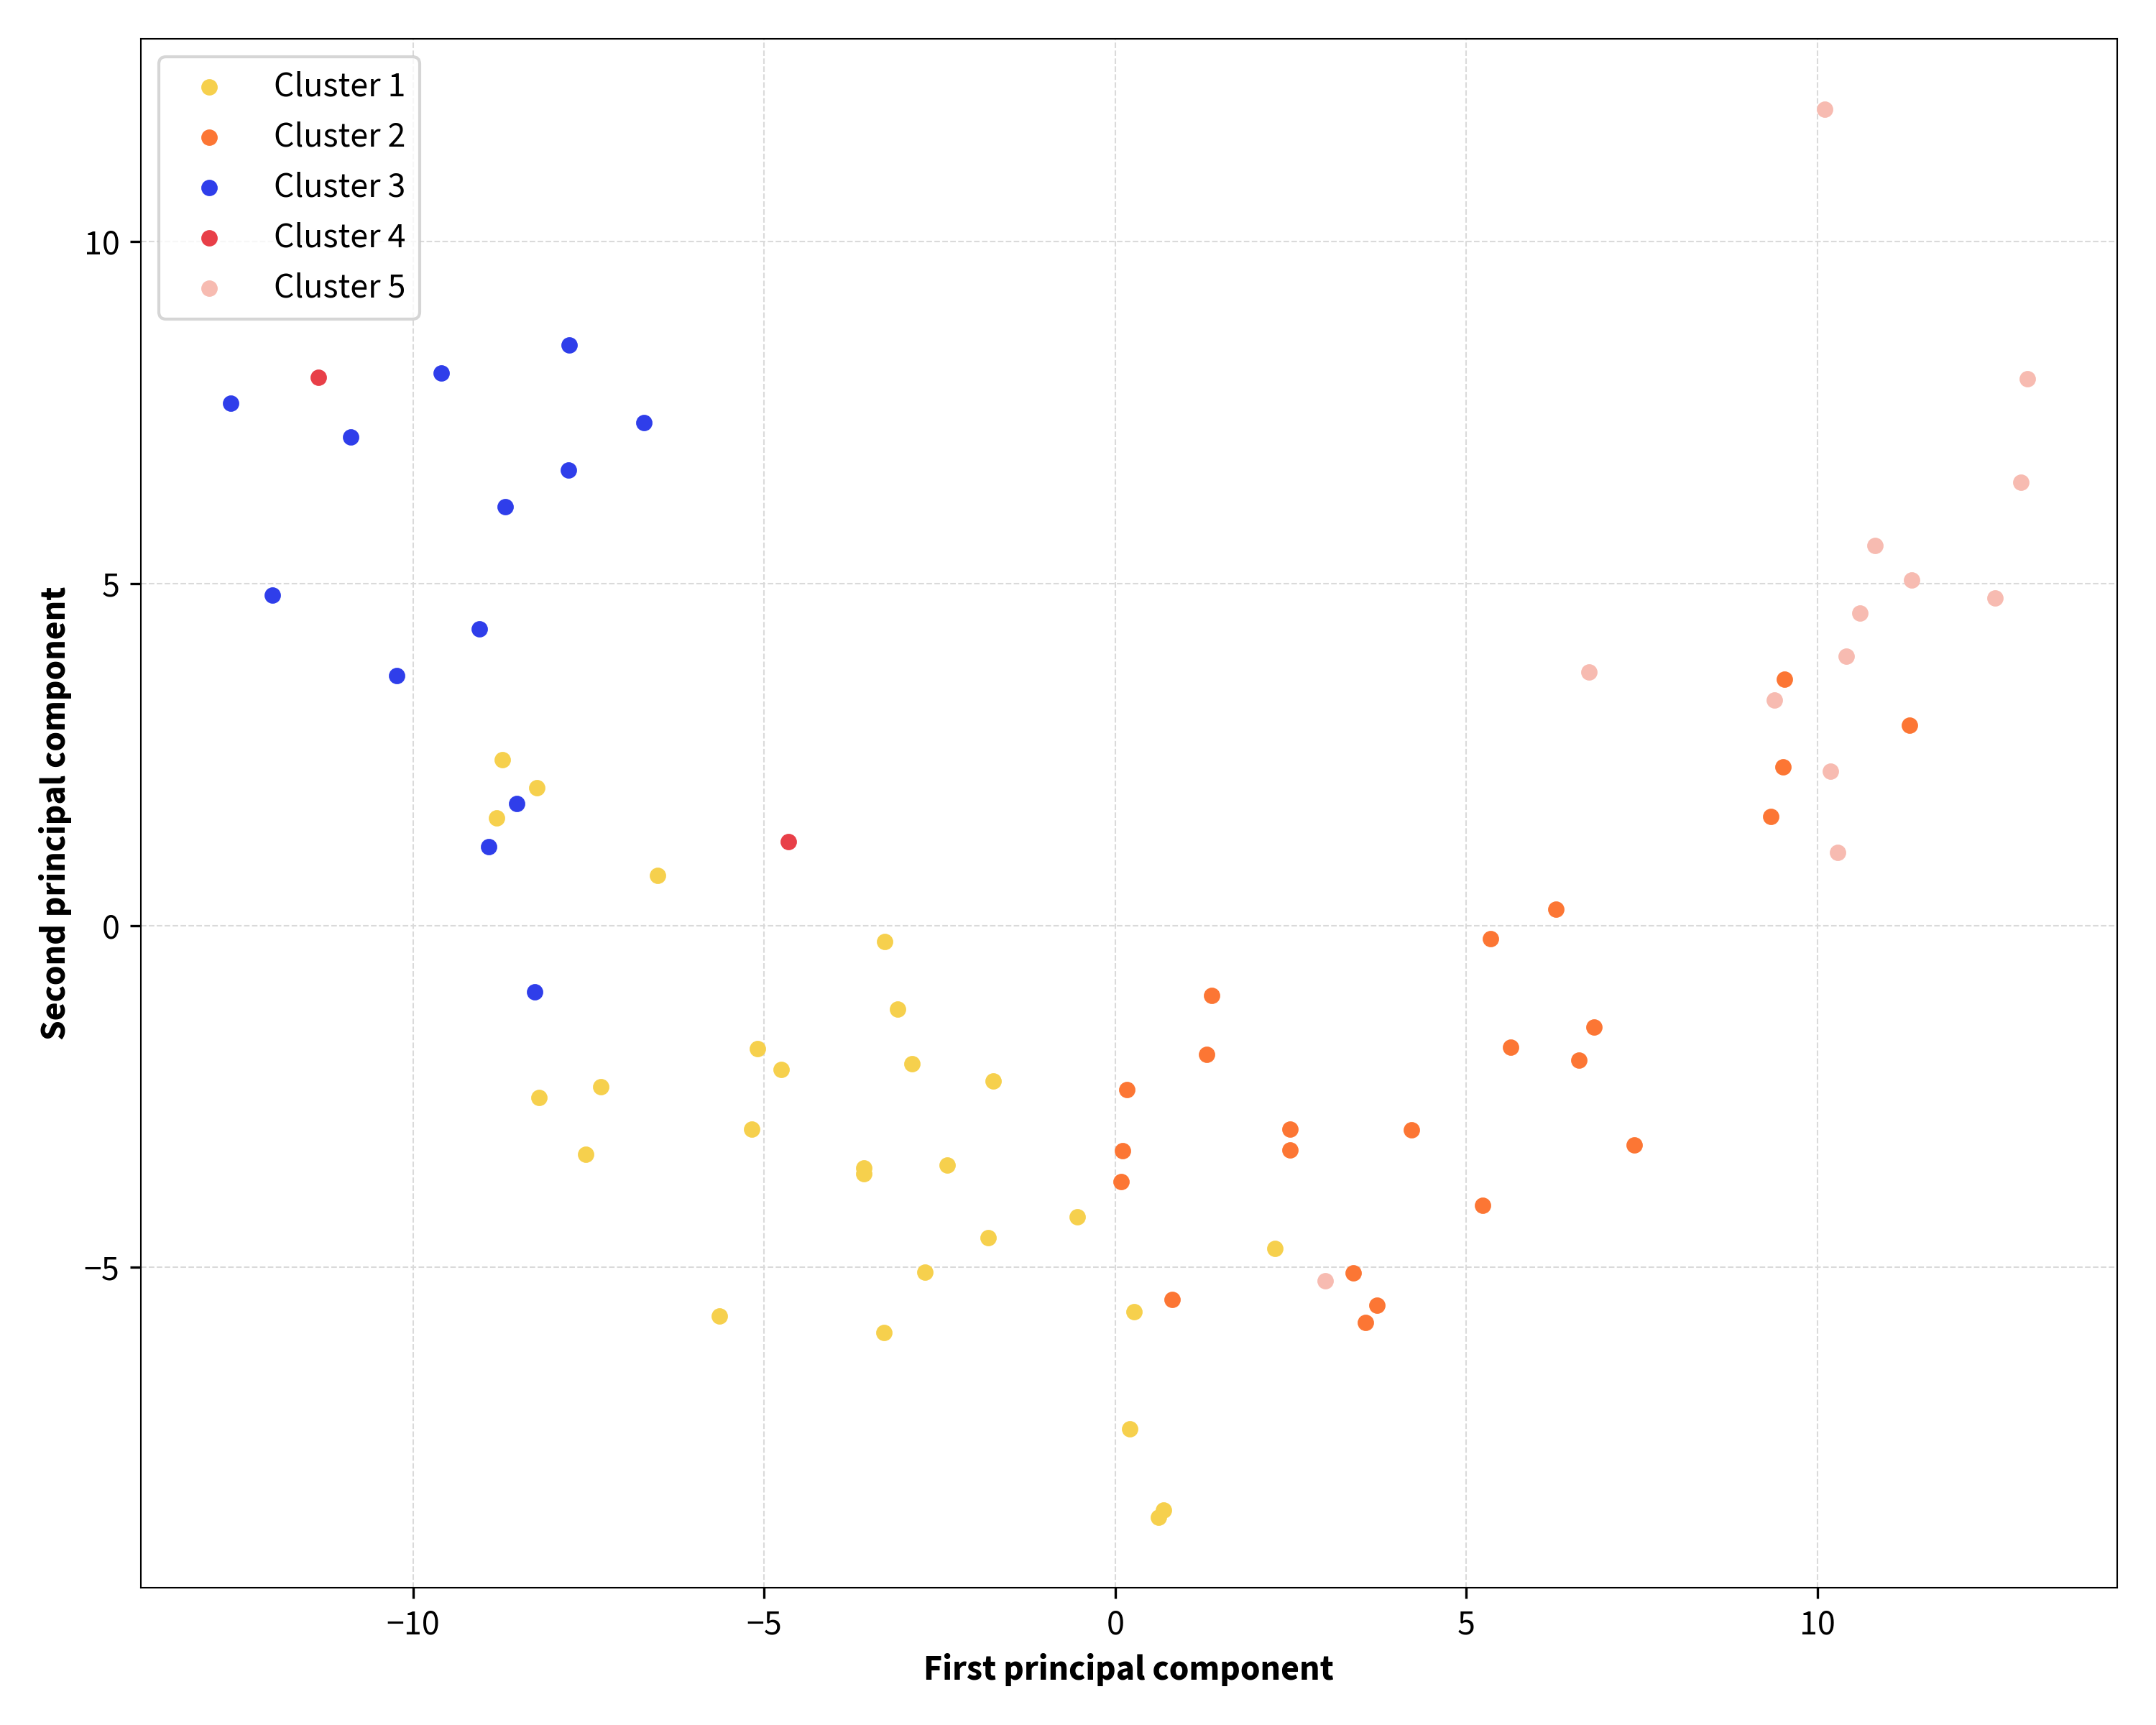 Cluster 1
Cluster 2
Cluster 3
Cluster 4
Cluster 5
10
5
0
−5
Second principal component
−10
−5
0
5
10
First principal component